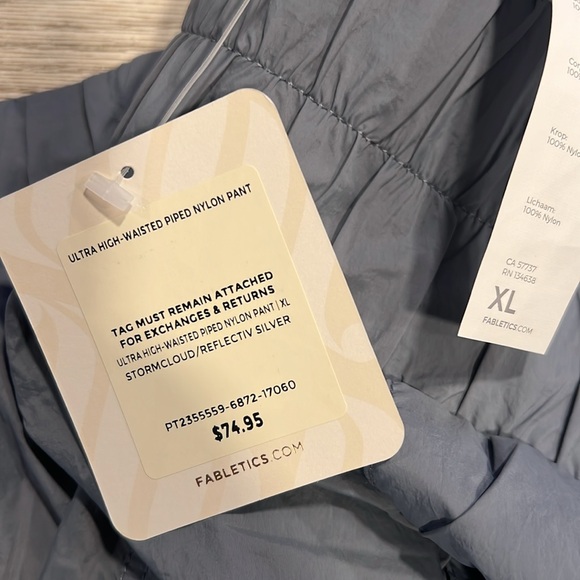 ULTRA HIGH-WAISTED PIPED NYLON PANT
TAG MUST REMAIN ATTACHED
FOR EXCHANGES & RETURNS
ULTRA HIGH-WAISTED PIPED NYLON PANT | XL
STORMCLOUD/REFLECTIV SILVER
PT2355559-6872-17060
$74.95
FABLETICS.COM
100%
Krop:
100% Nylon
Lichaam:
100% Nylon
CA 57737
RN 134638
XL
FABLETICS.COM